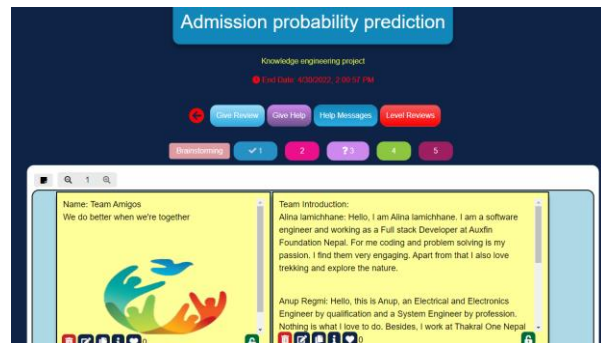 Admission probability prediction
Knowledge engineering project
End Date: 4/30/2022, 2:09:57 PM
Give Review Give Help Help Messages Level Reviews
Brainstorming 1 2 ? 3 4 5
1
Name: Team Amigos
We do better when we're together
Team Introduction:
Alina lamichhane: Hello, I am Alina lamichhane. I am a software
engineer and working as a Full stack Developer at Auxfin
Foundation Nepal. For me coding and problem solving is my
passion. I find them very engaging. Apart from that I also love
trekking and explore the nature.
Anup Regmi: Hello, this is Anup, an Electrical and Electronics
Engineer by qualification and a System Engineer by profession.
Nothing is what I love to do. Besides, I work at Thakral One Nepal
0
0